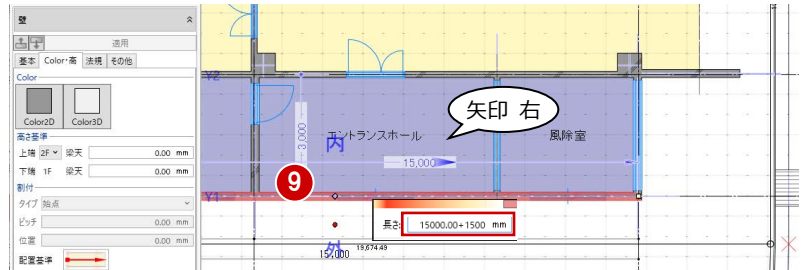 壁
適用
基本 Color・高 法規 その他
Color
Color2D Color3D
高さ基準
上端 2F 梁天 0.00 mm
下端 1F 梁天 0.00 mm
割付
タイプ 始点
ピッチ 0.00 mm
位置 0.00 mm
配置基準
Y2
エントランスホール
風除室
矢印 右
内
3,000
15,000
9
Y1
長さ: 15000.00+1500 mm
外
19,674.49
15,000